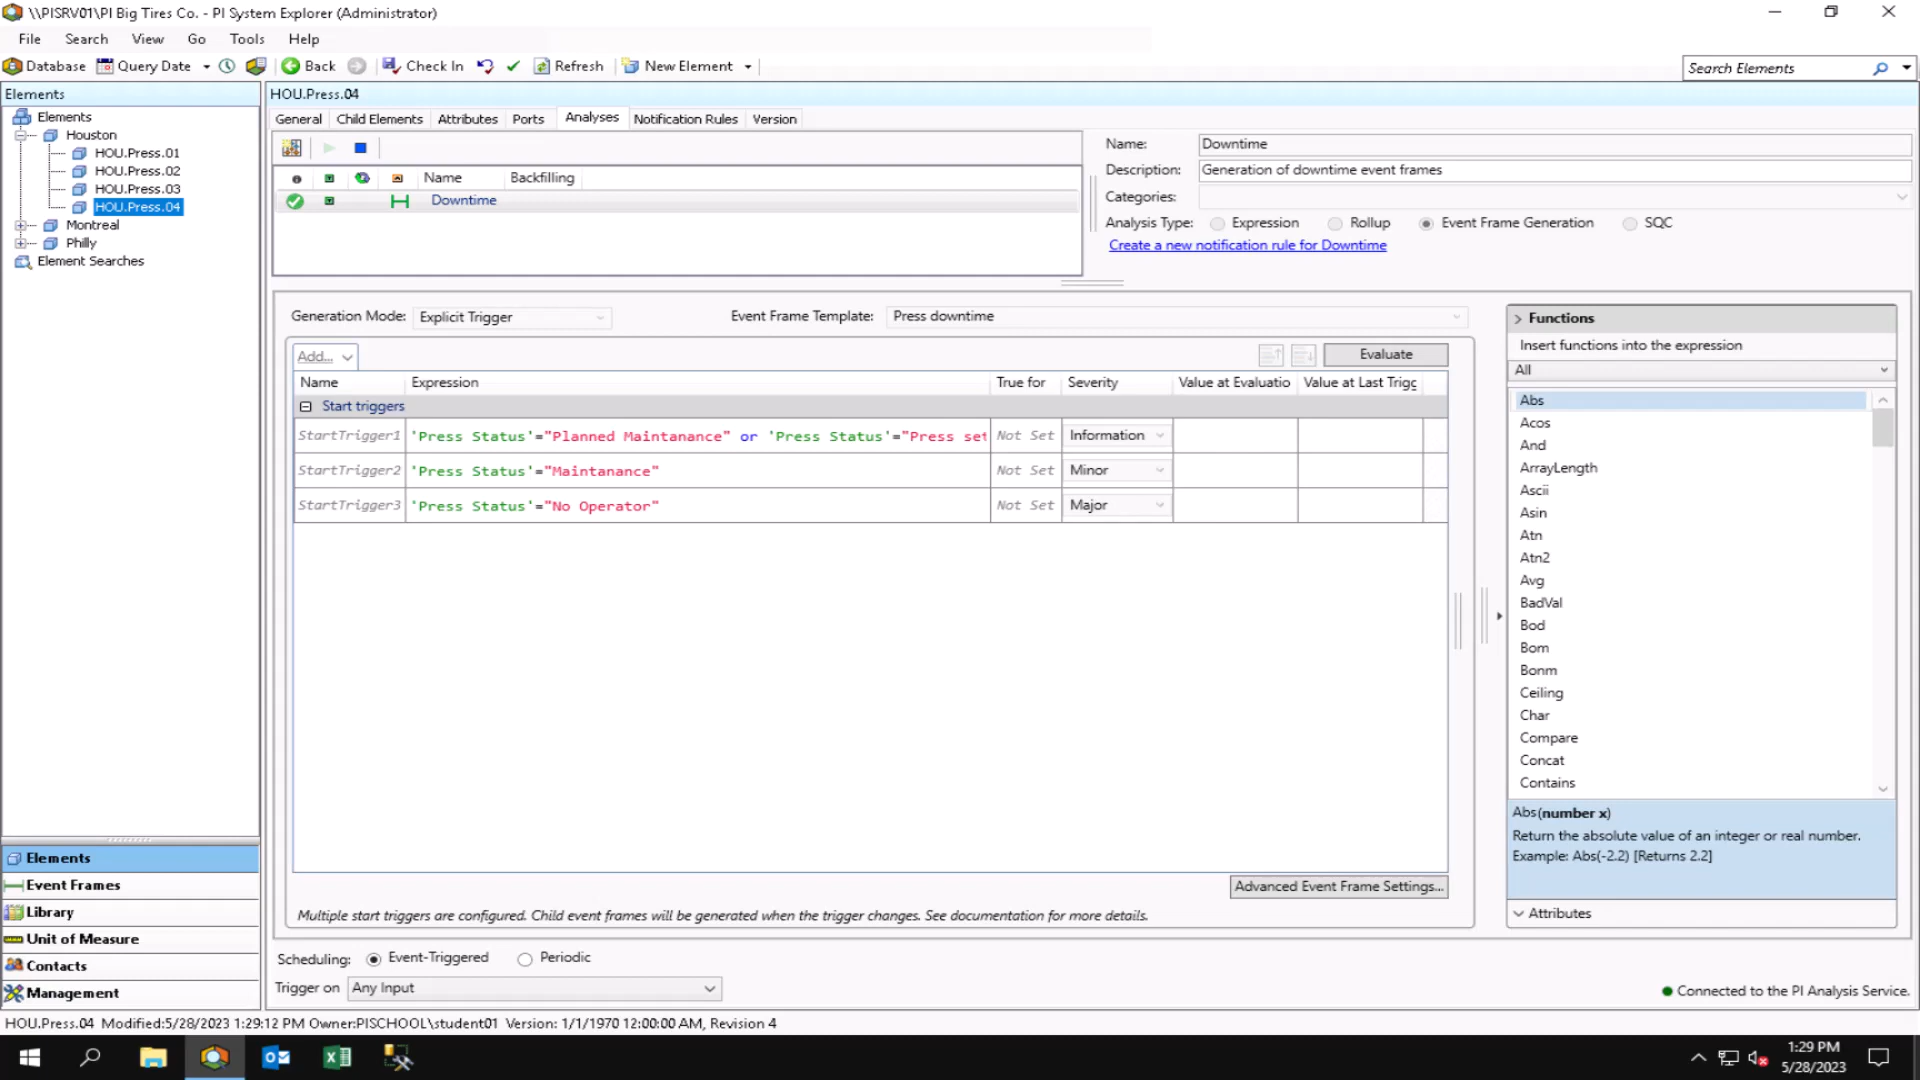 \\PISRV01\PI Big Tires Co. - PI System Explorer (Administrator)
File Search View Go Tools Help
Database Query Date Back Check In Refresh New Element
Search Elements
Elements
Elements
Houston
HOU.Press.01
HOU.Press.02
HOU.Press.03
HOU.Press.04
Montreal
Philly
Element Searches
Elements
Event Frames
Library
Unit of Measure
Contacts
Management
HOU.Press.04
General Child Elements Attributes Ports Analyses Notification Rules Version
Name Backfilling
Downtime
Name: Downtime
Description: Generation of downtime event frames
Categories:
Analysis Type: Expression Rollup Event Frame Generation SQC
Create a new notification rule for Downtime
Generation Mode: Explicit Trigger Event Frame Template: Press downtime
Add... Evaluate
Name Expression True for Severity Value at Evaluatio Value at Last Trigg
Start triggers
StartTrigger1 'Press Status'="Planned Maintanance" or 'Press Status'="Press set Not Set Information
StartTrigger2 'Press Status'="Maintanance" Not Set Minor
StartTrigger3 'Press Status'="No Operator" Not Set Major
Advanced Event Frame Settings...
Multiple start triggers are configured. Child event frames will be generated when the trigger changes. See documentation for more details.
Functions
Insert functions into the expression
All
Abs
Acos
And
ArrayLength
Ascii
Asin
Atn
Atn2
Avg
BadVal
Bod
Bom
Bonm
Ceiling
Char
Compare
Concat
Contains
Abs(number x)
Return the absolute value of an integer or real number.
Example: Abs(-2.2) [Returns 2.2]
Attributes
Scheduling: Event-Triggered Periodic
Trigger on Any Input
Connected to the PI Analysis Service.
HOU.Press.04 Modified:5/28/2023 1:29:12 PM Owner:PISCHOOL\student01 Version: 1/1/1970 12:00:00 AM, Revision 4
1:29 PM
5/28/2023